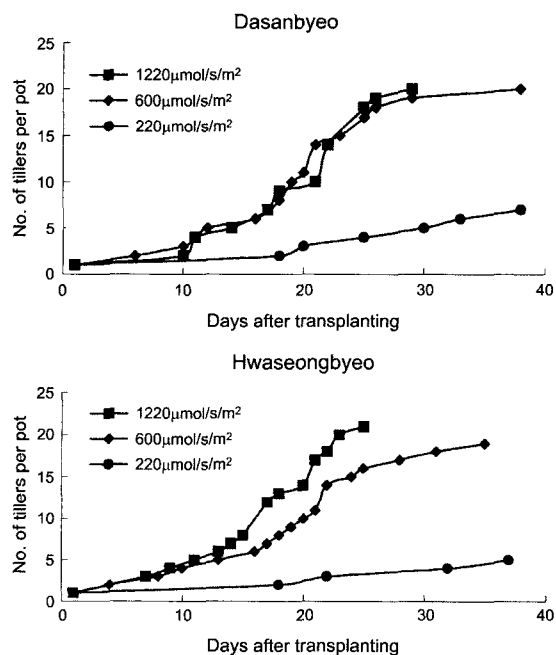 Dasanbyeo
No. of tillers per pot
25
20
15
10
5
0
1220μmol/s/m²
600μmol/s/m²
220μmol/s/m²
0 10 20 30 40
Days after transplanting
Hwaseongbyeo
No. of tillers per pot
25
20
15
10
5
0
1220μmol/s/m²
600μmol/s/m²
220μmol/s/m²
0 10 20 30 40
Days after transplanting